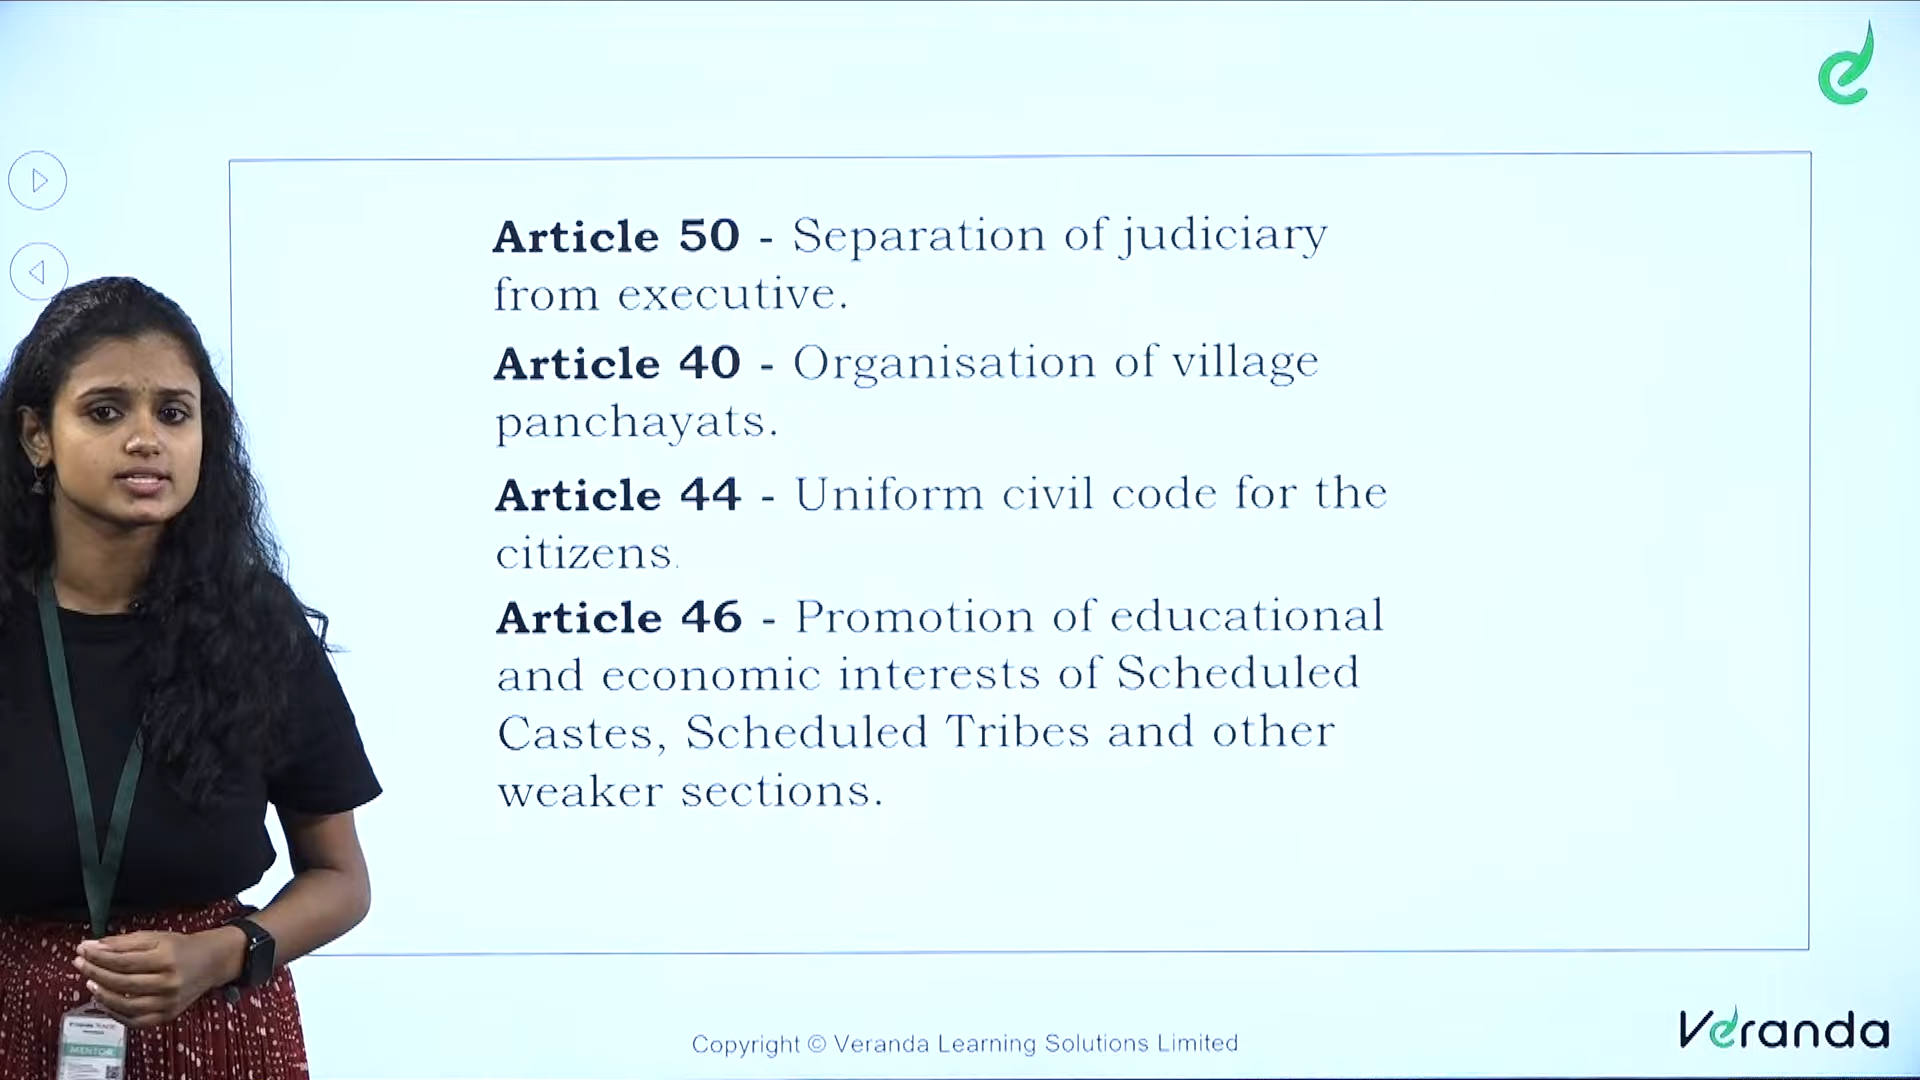 Article 50 - Separation of judiciary
from executive.
Article 40 - Organisation of village
panchayats.
Article 44 - Uniform civil code for the
citizens.
Article 46 - Promotion of educational
and economic interests of Scheduled
Castes, Scheduled Tribes and other
weaker sections.
MENTOR
Veranda
Copyright © Veranda Learning Solutions Limited